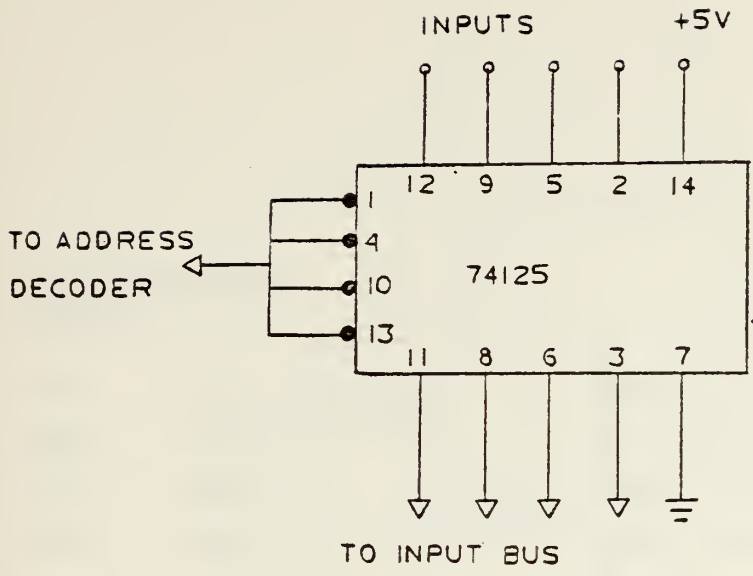 INPUTS +5V
12 9 5 2 14
1
TO ADDRESS 4
DECODER 10
74125
13
11 8 6 3 7
TO INPUT BUS